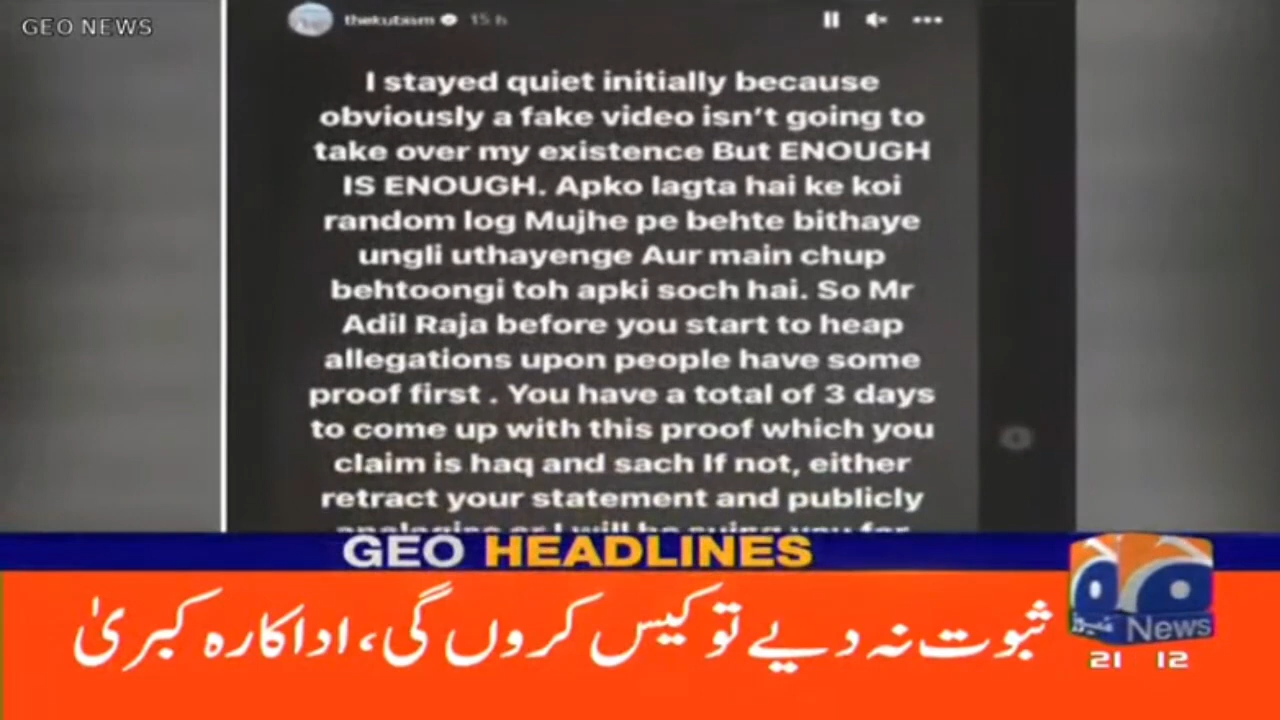 GEO NEWS
thekubism 15 h
I stayed quiet initially because
obviously a fake video isn't going to
take over my existence But ENOUGH
IS ENOUGH. Apko lagta hai ke koi
random log Mujhe pe behte bithaye
ungli uthayenge Aur main chup
behtoongi toh apki soch hai. So Mr
Adil Raja before you start to heap
allegations upon people have some
proof first . You have a total of 3 days
to come up with this proof which you
claim is haq and sach If not, either
retract your statement and publicly
GEO HEADLINES
ثبوت نہ دیے تو کیس کروں گی، اداکارہ کبریٰ
نیوز News
21 12